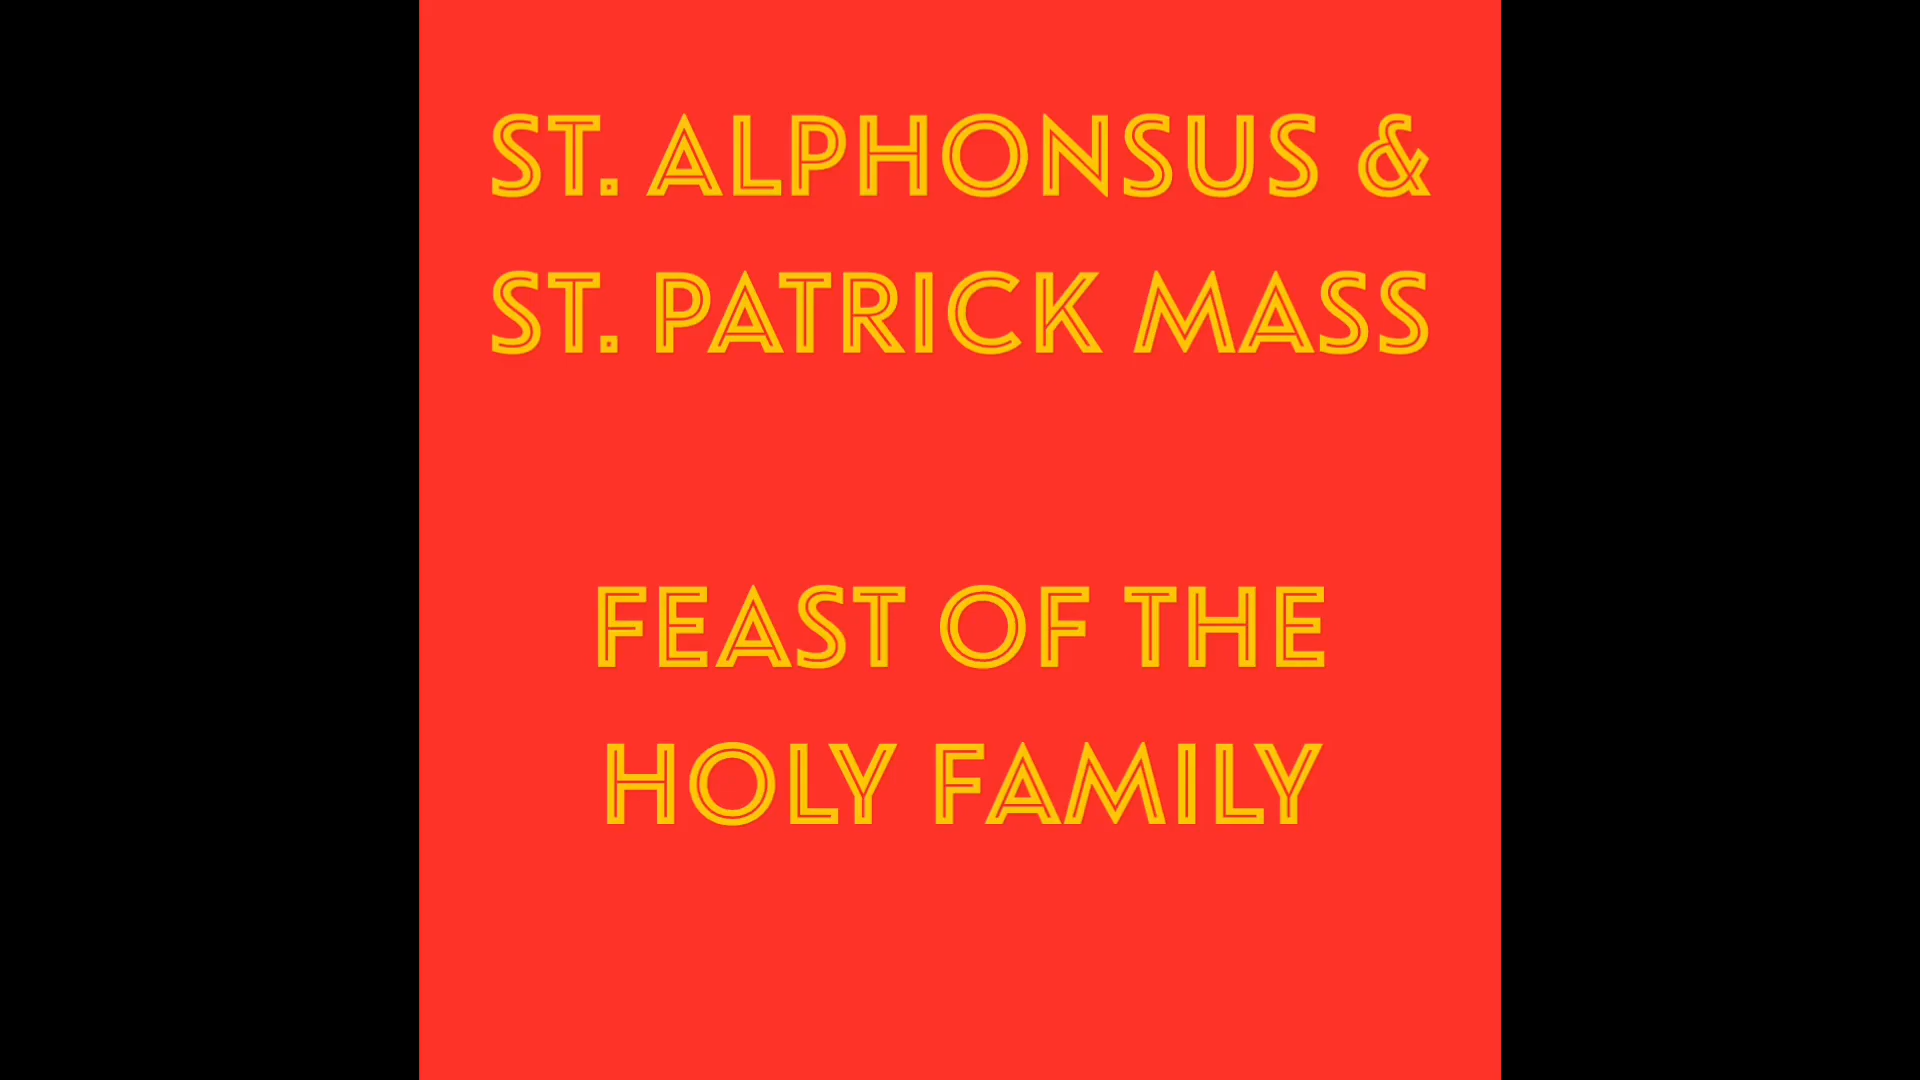 ST. ALPHONSUS &
ST. PATRICK MASS
FEAST OF THE
HOLY FAMILY